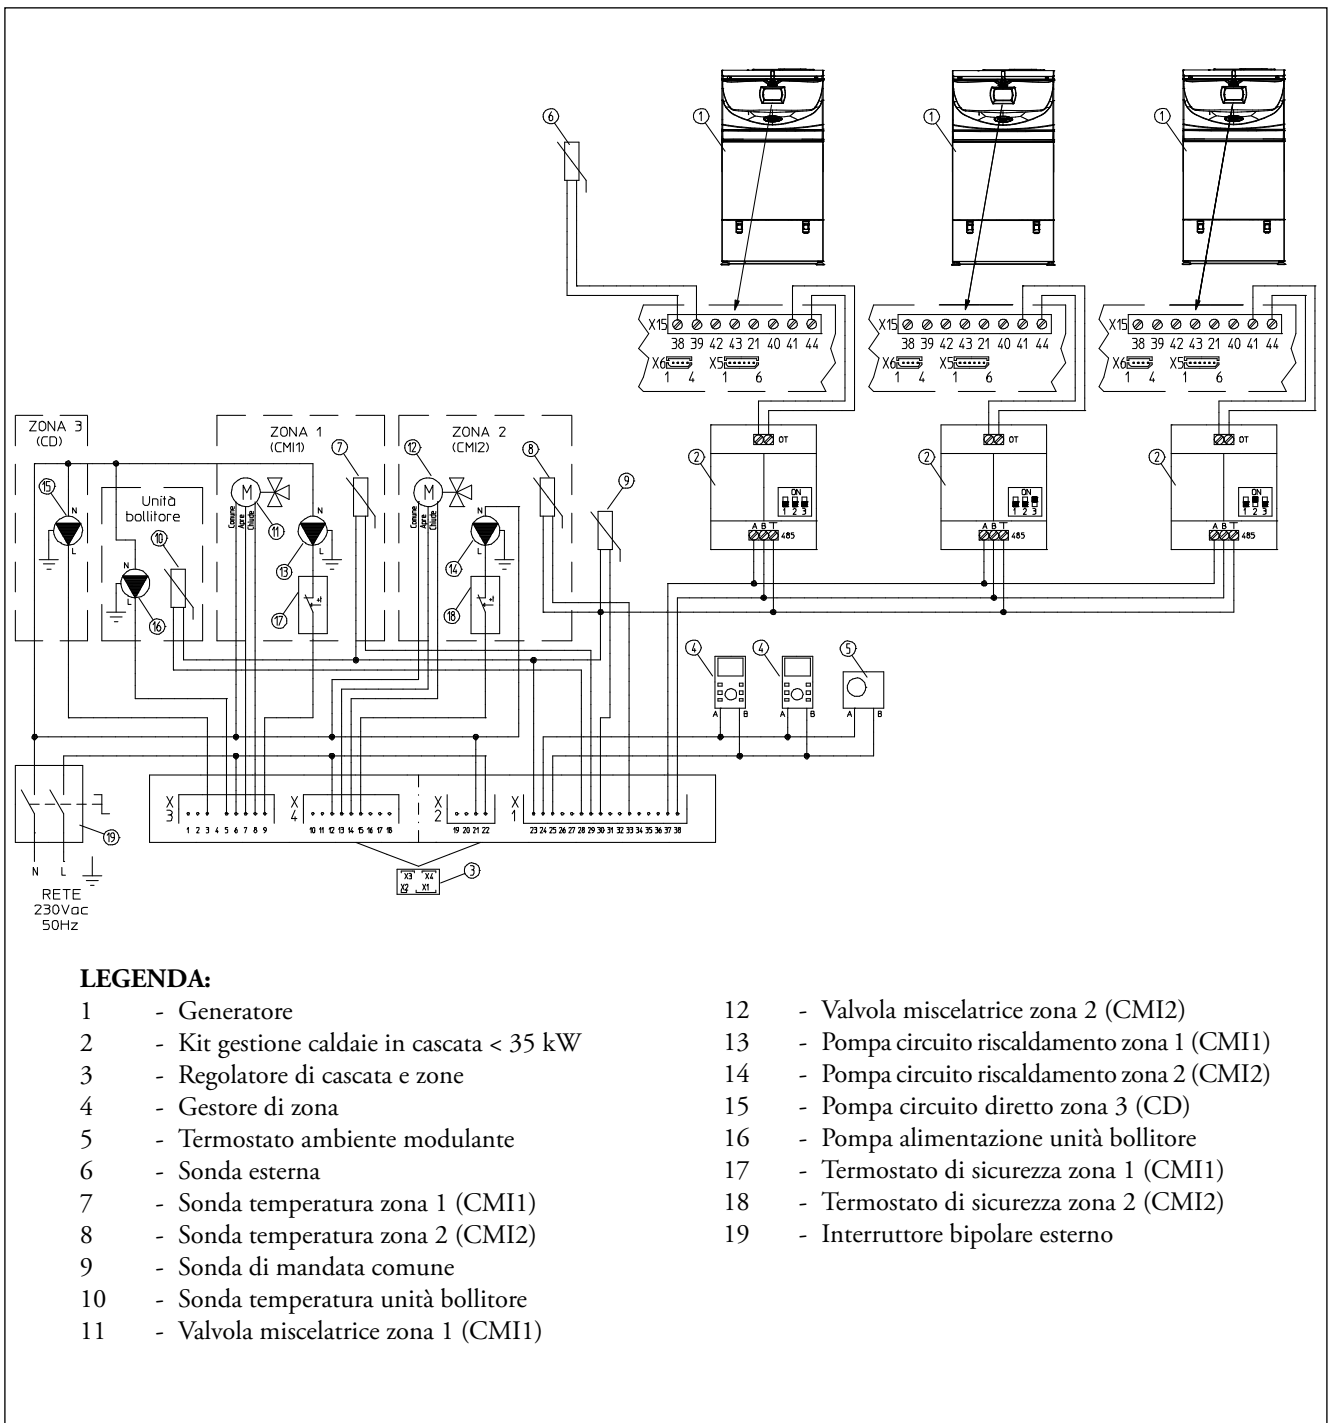 6
1
1
1
X15
38 39 42 43 21 40 41 44
X6
1 4
X5
1 6
X15
38 39 42 43 21 40 41 44
X6
1 4
X5
1 6
X15
38 39 42 43 21 40 41 44
X6
1 4
X5
1 6
ZONA 3
(CD)
15
N
L
Unità
bollitore
10
N
L
16
ZONA 1
(CMI1)
7
M
Comune
Apre
Chiude
11
N
L
13
17
ZONA 2
(CMI2)
12
8
M
Comune
Apre
Chiude
N
L
14
18
9
2
OT
ON
1 2 3
A B T
485
2
OT
ON
1 2 3
A B T
485
2
OT
ON
1 2 3
A B T
485
4
A B
4
A B
5
A B
19
N L
RETE
230Vac
50Hz
X3
1 2 3 4 5 6 7 8 9
X4
10 11 12 13 14 15 16 17 18
X2
19 20 21 22
X1
23 24 25 26 27 28 29 30 31 32 33 34 35 36 37 38
X3 X4
X2 X1
3
LEGENDA:
1 - Generatore
2 - Kit gestione caldaie in cascata < 35 kW
3 - Regolatore di cascata e zone
4 - Gestore di zona
5 - Termostato ambiente modulante
6 - Sonda esterna
7 - Sonda temperatura zona 1 (CMI1)
8 - Sonda temperatura zona 2 (CMI2)
9 - Sonda di mandata comune
10 - Sonda temperatura unità bollitore
11 - Valvola miscelatrice zona 1 (CMI1)
12 - Valvola miscelatrice zona 2 (CMI2)
13 - Pompa circuito riscaldamento zona 1 (CMI1)
14 - Pompa circuito riscaldamento zona 2 (CMI2)
15 - Pompa circuito diretto zona 3 (CD)
16 - Pompa alimentazione unità bollitore
17 - Termostato di sicurezza zona 1 (CMI1)
18 - Termostato di sicurezza zona 2 (CMI2)
19 - Interruttore bipolare esterno